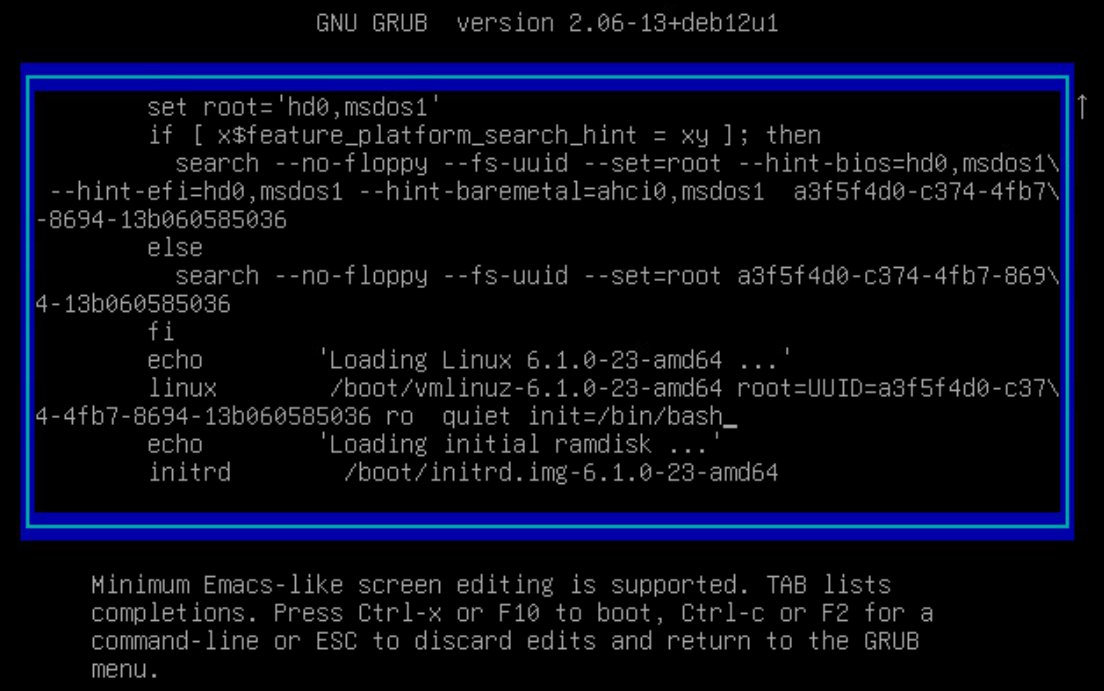 GNU GRUB  version 2.06-13+deb12u1
set root='hd0,msdos1'
if [ x$feature_platform_search_hint = xy ]; then
search --no-floppy --fs-uuid --set=root --hint-bios=hd0,msdos1\
--hint-efi=hd0,msdos1 --hint-baremetal=ahci0,msdos1  a3f5f4d0-c374-4fb7\
-8694-13b060585036
else
search --no-floppy --fs-uuid --set=root a3f5f4d0-c374-4fb7-869\
4-13b060585036
fi
echo        'Loading Linux 6.1.0-23-amd64 ...'
linux        /boot/vmlinuz-6.1.0-23-amd64 root=UUID=a3f5f4d0-c37\
4-4fb7-8694-13b060585036 ro  quiet init=/bin/bash_
echo        'Loading initial ramdisk ...'
initrd        /boot/initrd.img-6.1.0-23-amd64
Minimum Emacs-like screen editing is supported. TAB lists
completions. Press Ctrl-x or F10 to boot, Ctrl-c or F2 for a
command-line or ESC to discard edits and return to the GRUB
menu.